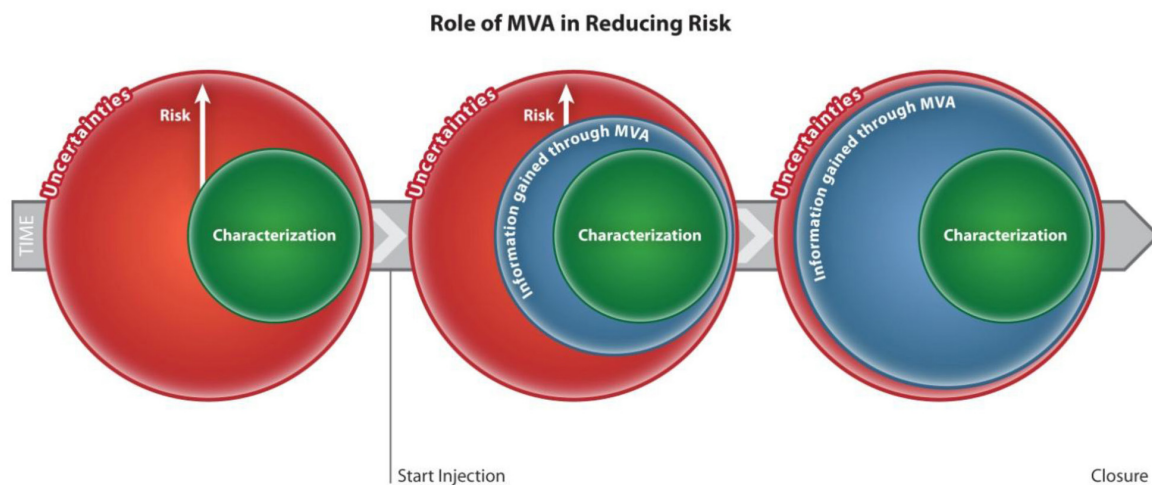 Role of MVA in Reducing Risk
TIME
Uncertainties
Risk
Characterization
Uncertainties
Risk
Information gained through MVA
Characterization
Uncertainties
Information gained through MVA
Characterization
Start Injection
Closure